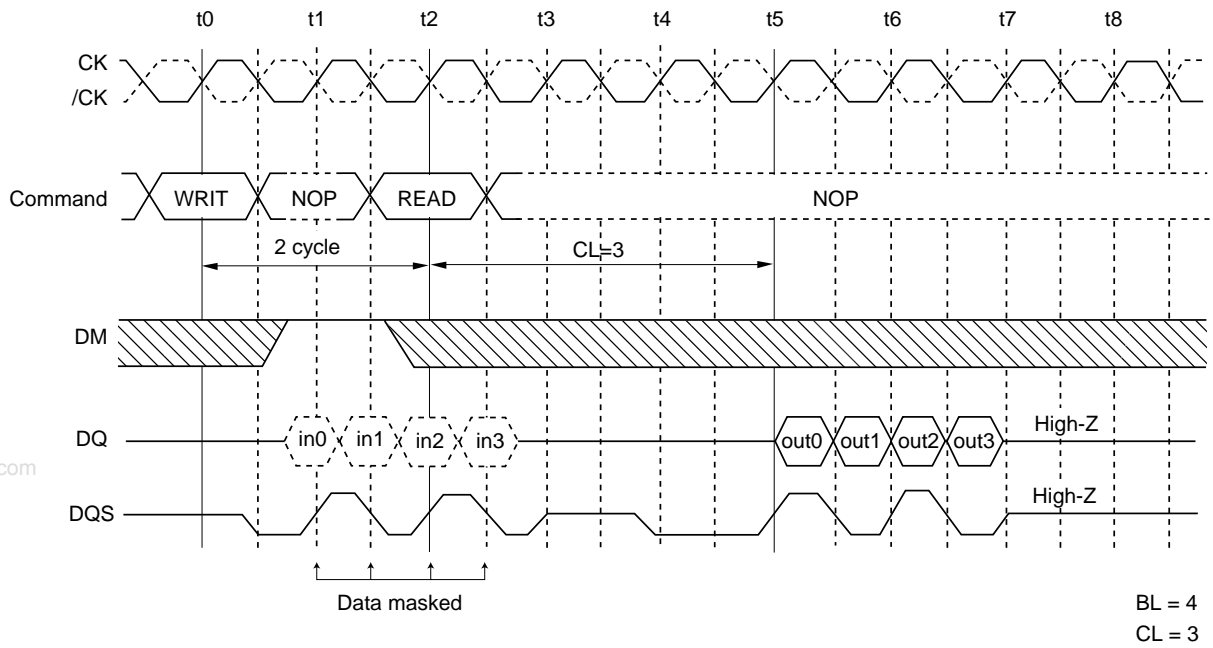 t0 t1 t2 t3 t4 t5 t6 t7 t8
CK
/CK
Command WRIT NOP READ NOP
2 cycle CL=3
DM
DQ in0 in1 in2 in3 out0 out1 out2 out3 High-Z
com
DQS High-Z
Data masked
BL = 4
CL = 3